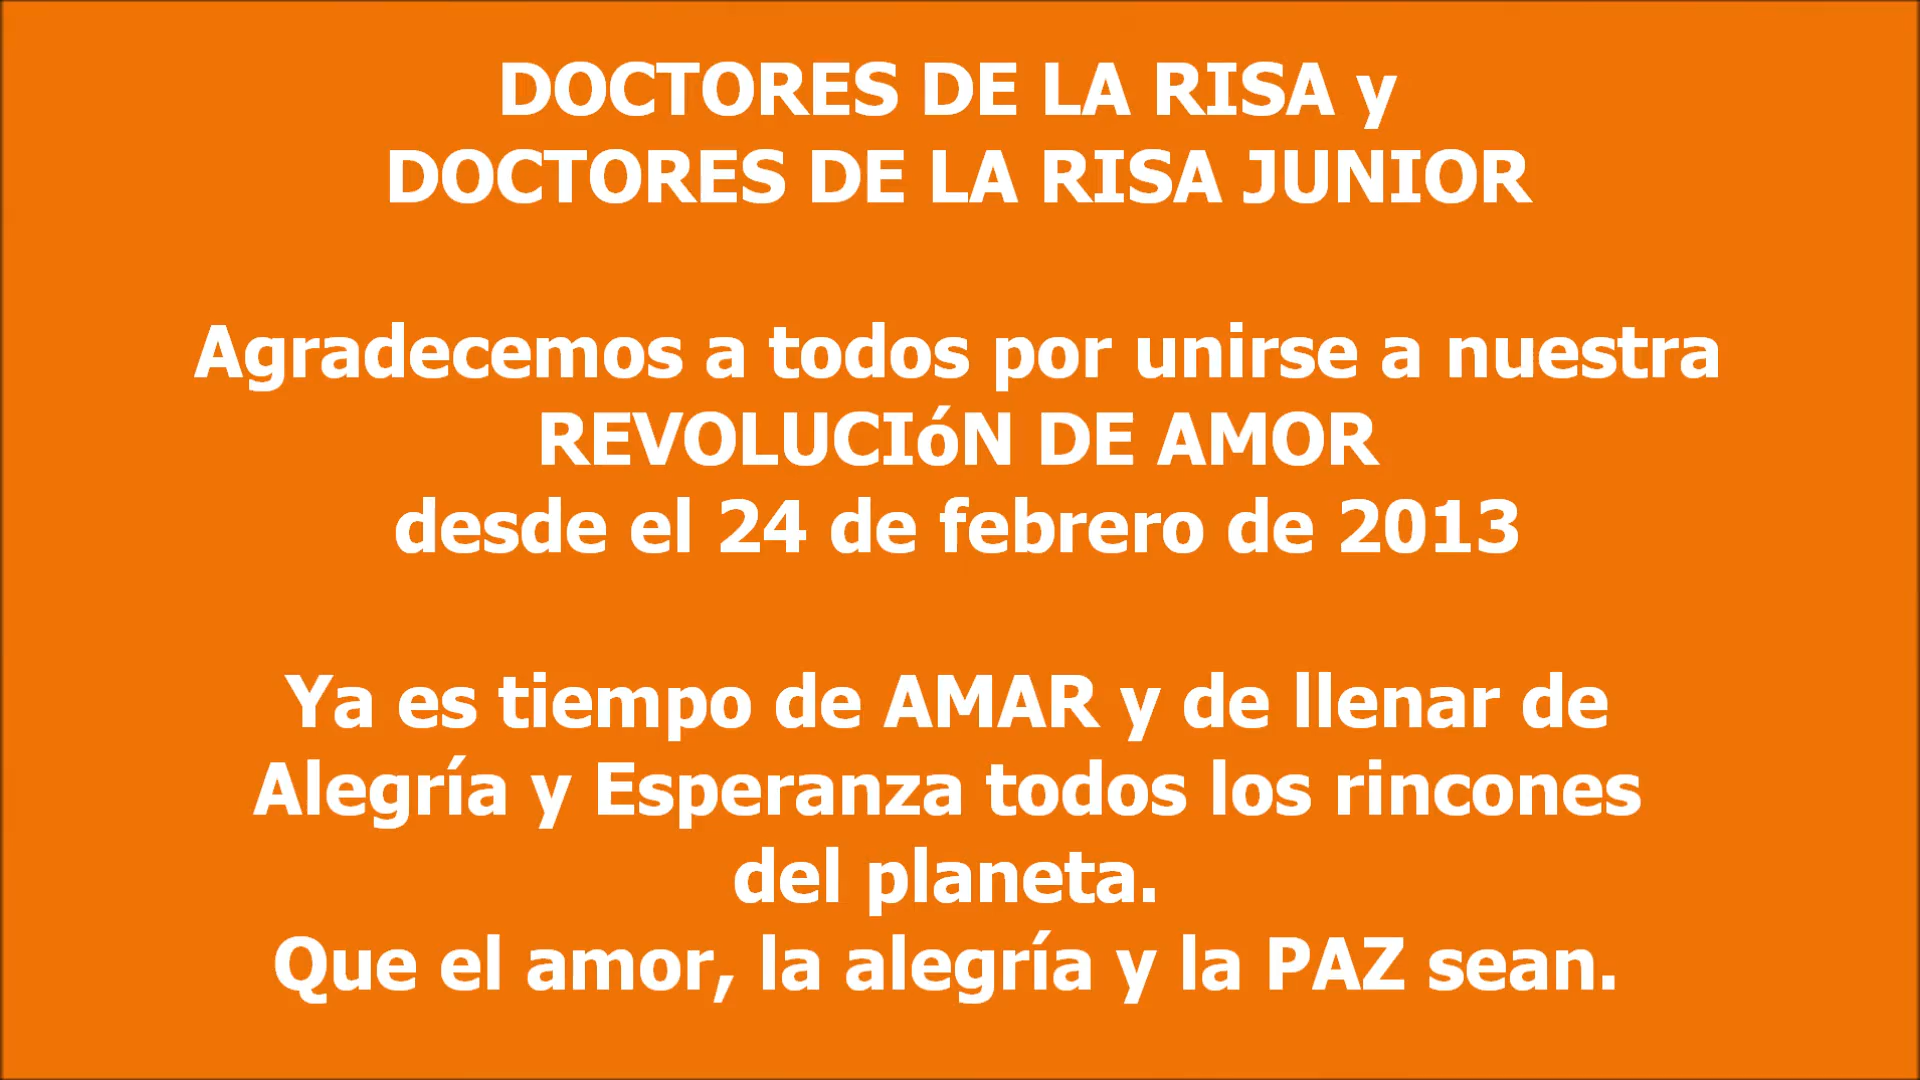 DOCTORES DE LA RISA y
DOCTORES DE LA RISA JUNIOR
Agradecemos a todos por unirse a nuestra
REVOLUCIóN DE AMOR
desde el 24 de febrero de 2013
Ya es tiempo de AMAR y de llenar de
Alegría y Esperanza todos los rincones
del planeta.
Que el amor, la alegría y la PAZ sean.